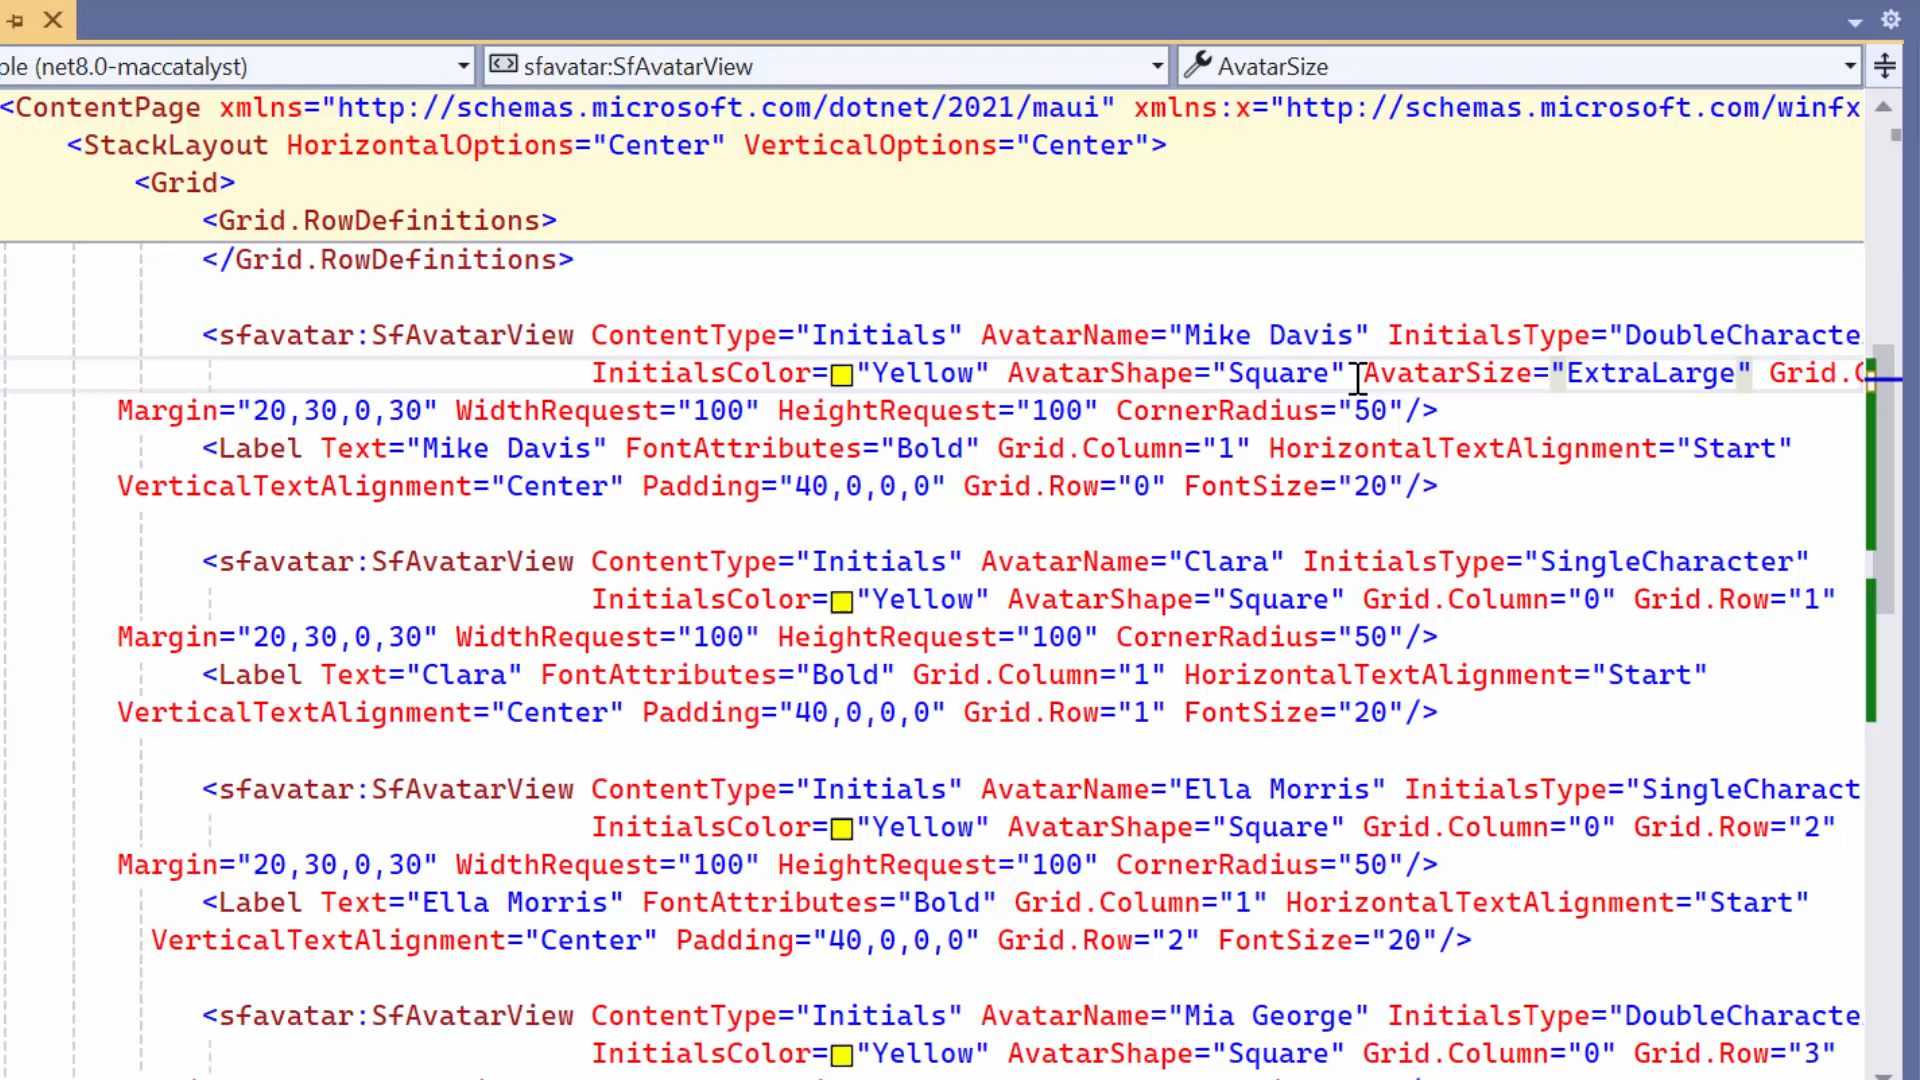 ple (net8.0-maccatalyst) sfavatar:SfAvatarView AvatarSize
<ContentPage xmlns="http://schemas.microsoft.com/dotnet/2021/maui" xmlns:x="http://schemas.microsoft.com/winfx
<StackLayout HorizontalOptions="Center" VerticalOptions="Center">
<Grid>
<Grid.RowDefinitions>
</Grid.RowDefinitions>
<sfavatar:SfAvatarView ContentType="Initials" AvatarName="Mike Davis" InitialsType="DoubleCharacte
InitialsColor="Yellow" AvatarShape="Square" AvatarSize="ExtraLarge" Grid.C
Margin="20,30,0,30" WidthRequest="100" HeightRequest="100" CornerRadius="50"/>
<Label Text="Mike Davis" FontAttributes="Bold" Grid.Column="1" HorizontalTextAlignment="Start"
VerticalTextAlignment="Center" Padding="40,0,0,0" Grid.Row="0" FontSize="20"/>
<sfavatar:SfAvatarView ContentType="Initials" AvatarName="Clara" InitialsType="SingleCharacter"
InitialsColor="Yellow" AvatarShape="Square" Grid.Column="0" Grid.Row="1"
Margin="20,30,0,30" WidthRequest="100" HeightRequest="100" CornerRadius="50"/>
<Label Text="Clara" FontAttributes="Bold" Grid.Column="1" HorizontalTextAlignment="Start"
VerticalTextAlignment="Center" Padding="40,0,0,0" Grid.Row="1" FontSize="20"/>
<sfavatar:SfAvatarView ContentType="Initials" AvatarName="Ella Morris" InitialsType="SingleCharact
InitialsColor="Yellow" AvatarShape="Square" Grid.Column="0" Grid.Row="2"
Margin="20,30,0,30" WidthRequest="100" HeightRequest="100" CornerRadius="50"/>
<Label Text="Ella Morris" FontAttributes="Bold" Grid.Column="1" HorizontalTextAlignment="Start"
VerticalTextAlignment="Center" Padding="40,0,0,0" Grid.Row="2" FontSize="20"/>
<sfavatar:SfAvatarView ContentType="Initials" AvatarName="Mia George" InitialsType="DoubleCharacte
InitialsColor="Yellow" AvatarShape="Square" Grid.Column="0" Grid.Row="3"